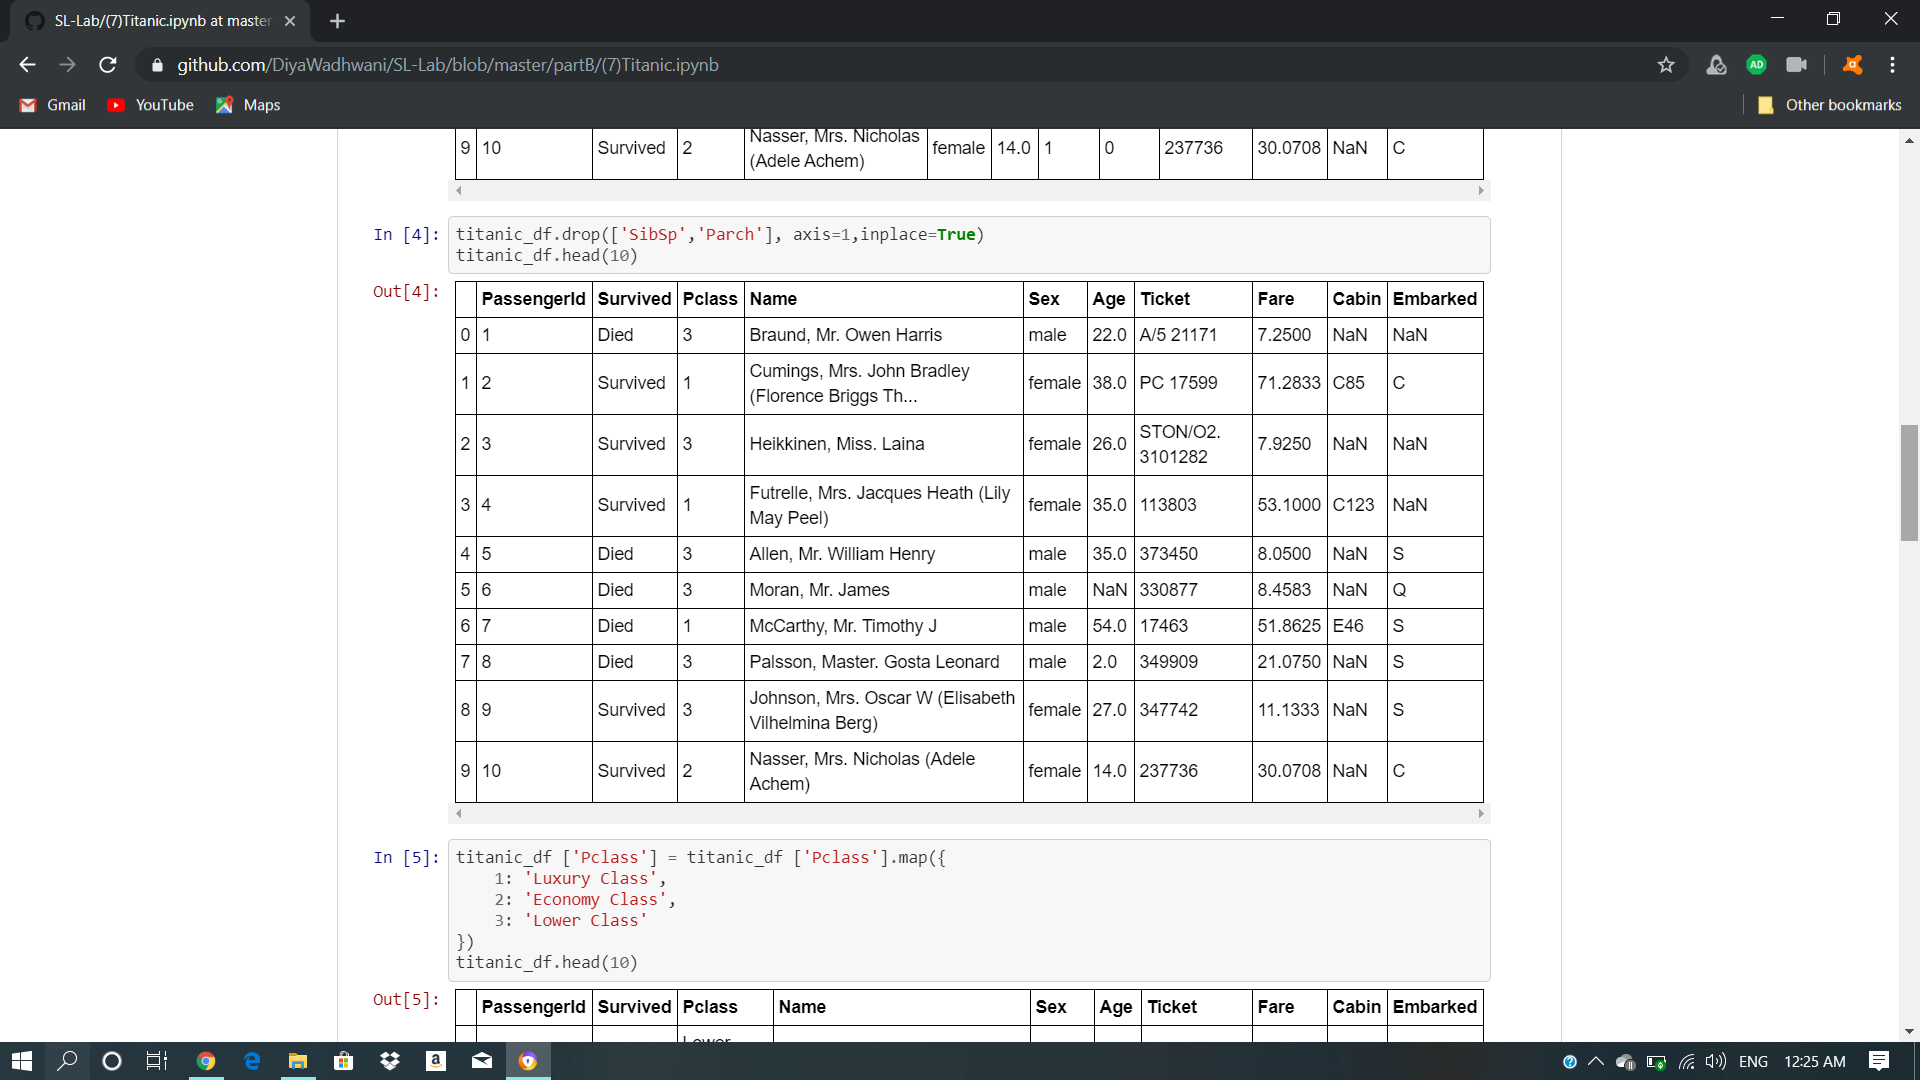 SL-Lab/(7)Titanic.ipynb at master
github.com/DiyaWadhwani/SL-Lab/blob/master/partB/(7)Titanic.ipynb
AD
Gmail YouTube Maps Other bookmarks
9 10 Survived 2 Nasser, Mrs. Nicholas (Adele Achem) female 14.0 1 0 237736 30.0708 NaN C
In [4]: titanic_df.drop(['SibSp','Parch'], axis=1,inplace=True)
titanic_df.head(10)
Out[4]:
PassengerId Survived Pclass Name Sex Age Ticket Fare Cabin Embarked
0 1 Died 3 Braund, Mr. Owen Harris male 22.0 A/5 21171 7.2500 NaN NaN
1 2 Survived 1 Cumings, Mrs. John Bradley (Florence Briggs Th... female 38.0 PC 17599 71.2833 C85 C
2 3 Survived 3 Heikkinen, Miss. Laina female 26.0 STON/O2. 3101282 7.9250 NaN NaN
3 4 Survived 1 Futrelle, Mrs. Jacques Heath (Lily May Peel) female 35.0 113803 53.1000 C123 NaN
4 5 Died 3 Allen, Mr. William Henry male 35.0 373450 8.0500 NaN S
5 6 Died 3 Moran, Mr. James male NaN 330877 8.4583 NaN Q
6 7 Died 1 McCarthy, Mr. Timothy J male 54.0 17463 51.8625 E46 S
7 8 Died 3 Palsson, Master. Gosta Leonard male 2.0 349909 21.0750 NaN S
8 9 Survived 3 Johnson, Mrs. Oscar W (Elisabeth Vilhelmina Berg) female 27.0 347742 11.1333 NaN S
9 10 Survived 2 Nasser, Mrs. Nicholas (Adele Achem) female 14.0 237736 30.0708 NaN C
In [5]: titanic_df ['Pclass'] = titanic_df ['Pclass'].map({
1: 'Luxury Class',
2: 'Economy Class',
3: 'Lower Class'
})
titanic_df.head(10)
Out[5]:
PassengerId Survived Pclass Name Sex Age Ticket Fare Cabin Embarked
Lower
ENG 12:25 AM